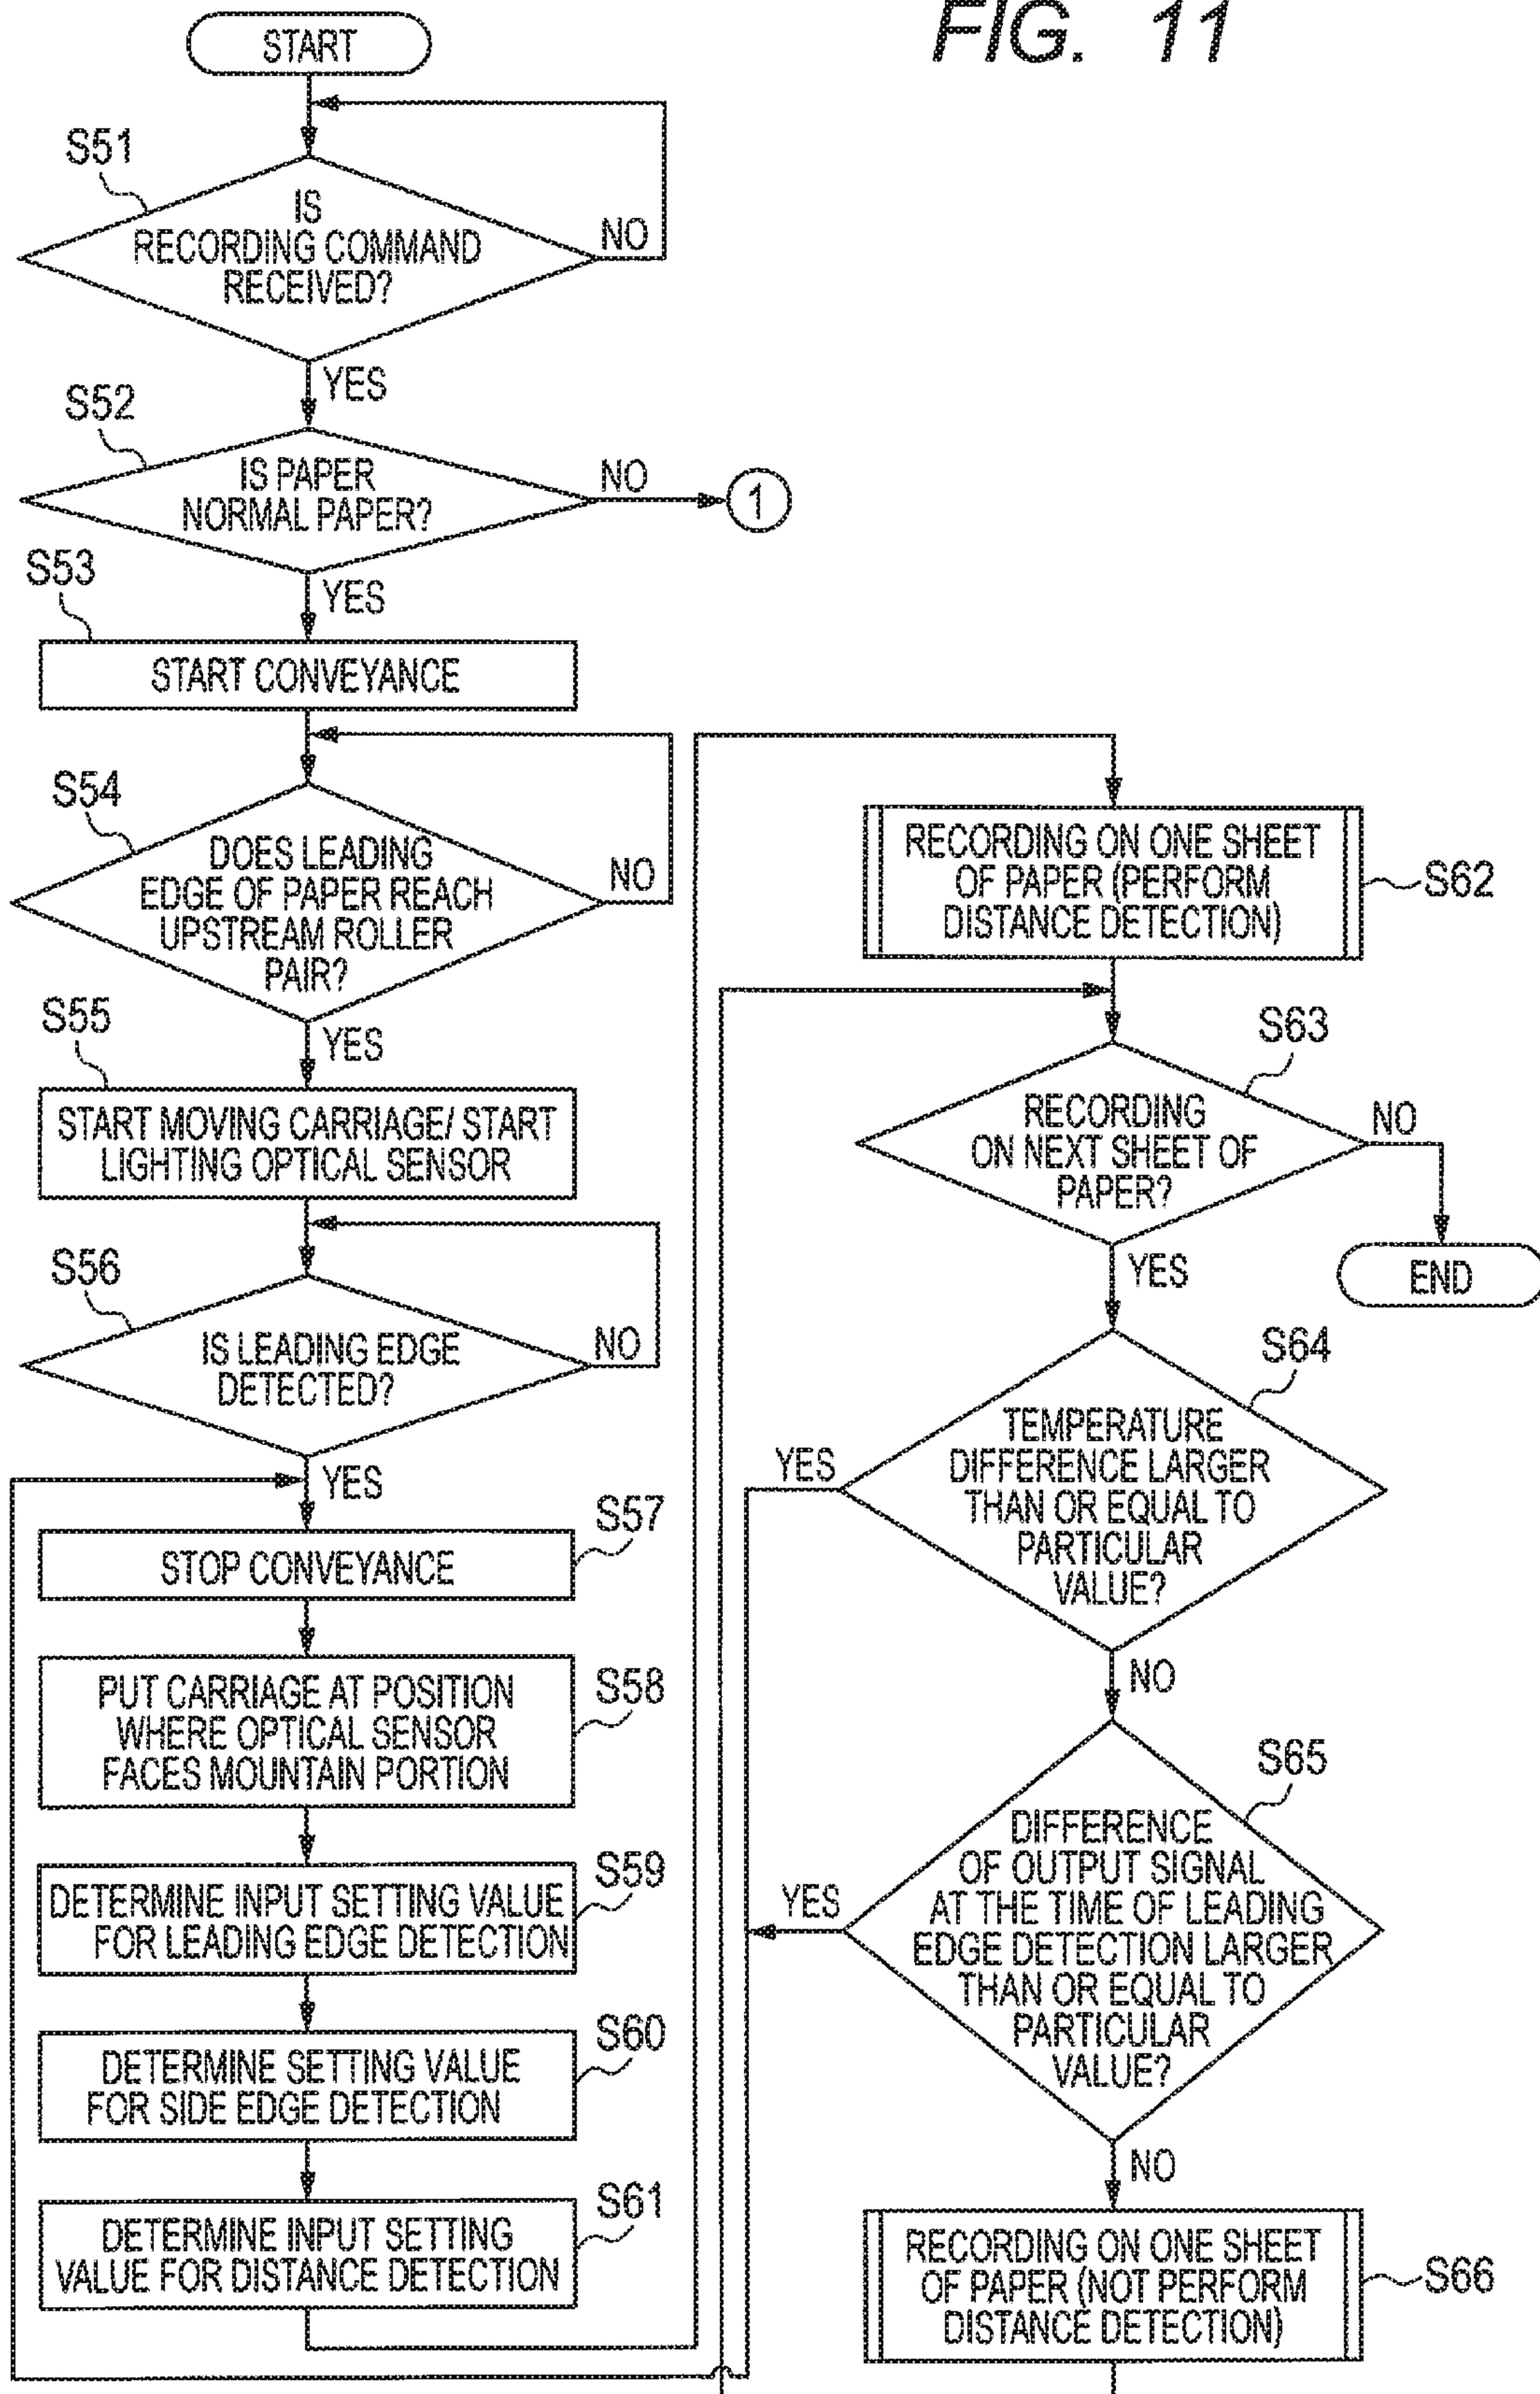 FIG. 11
START
S51
IS
RECORDING COMMAND
RECEIVED?
NO
YES
S52
IS PAPER
NORMAL PAPER?
NO
1
YES
S53
START CONVEYANCE
S54
DOES LEADING
EDGE OF PAPER REACH
UPSTREAM ROLLER
PAIR?
NO
YES
S55
START MOVING CARRIAGE/ START
LIGHTING OPTICAL SENSOR
S56
IS LEADING EDGE
DETECTED?
NO
YES
S57
STOP CONVEYANCE
S58
PUT CARRIAGE AT POSITION
WHERE OPTICAL SENSOR
FACES MOUNTAIN PORTION
S59
DETERMINE INPUT SETTING VALUE
FOR LEADING EDGE DETECTION
S60
DETERMINE SETTING VALUE
FOR SIDE EDGE DETECTION
S61
DETERMINE INPUT SETTING
VALUE FOR DISTANCE DETECTION
RECORDING ON ONE SHEET
OF PAPER (PERFORM
DISTANCE DETECTION)
S62
S63
RECORDING
ON NEXT SHEET OF
PAPER?
NO
END
YES
S64
TEMPERATURE
DIFFERENCE LARGER
THAN OR EQUAL TO
PARTICULAR
VALUE?
YES
NO
S65
DIFFERENCE
OF OUTPUT SIGNAL
AT THE TIME OF LEADING
EDGE DETECTION LARGER
THAN OR EQUAL TO
PARTICULAR
VALUE?
YES
NO
RECORDING ON ONE SHEET
OF PAPER (NOT PERFORM
DISTANCE DETECTION)
S66